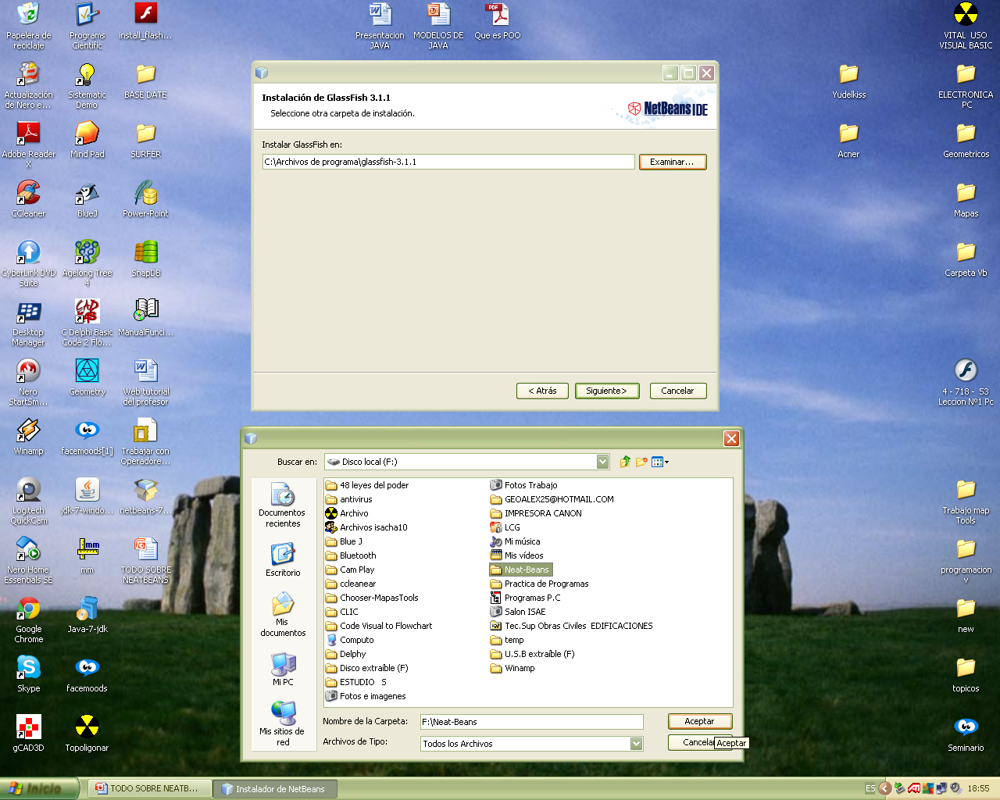 Papelera de
reciclaje
Programs
Cientific
install_flash...
Presentacion
JAVA
MODELOS DE
JAVA
Que es POO
VITAL USO
VISUAL BASIC
Actualización
de Nero e...
Sistematic
Demo
BASE DATE
Yudelkiss
ELECTRONICA
PC
Adobe Reader
X
Mind Pad
SURFER
Acner
Geometricos
CCleaner
BlueJ
Power-Point
Mapas
CyberLink DVD
Suite
Agelong Tree
4
SnapDB
Carpeta Vb
Desktop
Manager
C Delphi Basic
Code 2 Flo...
ManualFunci...
Nero
StartSm...
Geometry
Web tutorial
del profesor
4 - 718 - 53
Leccion Nº1 Pc
Winamp
facemoods[1]
Trabajar con
Operadore...
Logitech
QuickCam
jdk-7-windo...
netbeans-7...
Trabajo map
Tools
Nero Home
Essentials SE
mm
TODO SOBRE
NEATBEANS
programacion
v
Google
Chrome
Java-7-jdk
new
Skype
facemoods
topicos
gCAD3D
Topoligonar
Seminario
Instalación de GlassFish 3.1.1
Seleccione otra carpeta de instalación.
NetBeans IDE
Instalar GlassFish en:
C:\Archivos de programa\glassfish-3.1.1
Examinar...
< Atrás
Siguiente>
Cancelar
Buscar en:
Disco local (F:)
Documentos
recientes
Escritorio
Mis
documentos
Mi PC
Mis sitios de
red
48 leyes del poder
antivirus
Archivo
Archivos isacha10
Blue J
Bluetooth
Cam Play
ccleanear
Chooser-MapasTools
CLIC
Code Visual to Flowchart
Computo
Delphy
Disco extraíble (F)
ESTUDIO S
Fotos e imagenes
Fotos Trabajo
GEOALEX25@HOTMAIL.COM
IMPRESORA CANON
LCG
Mi música
Mis vídeos
Neat-Beans
Practica de Programas
Programas P.C
Salon ISAE
Tec.Sup Obras Civiles EDIFICACIONES
temp
U.S.B extraíble (F)
Winamp
Nombre de la Carpeta:
F:\Neat-Beans
Aceptar
Archivos de Tipo:
Todos los Archivos
Cancelar
Aceptar
Inicio
TODO SOBRE NEATB...
Instalador de NetBeans
ES
18:55